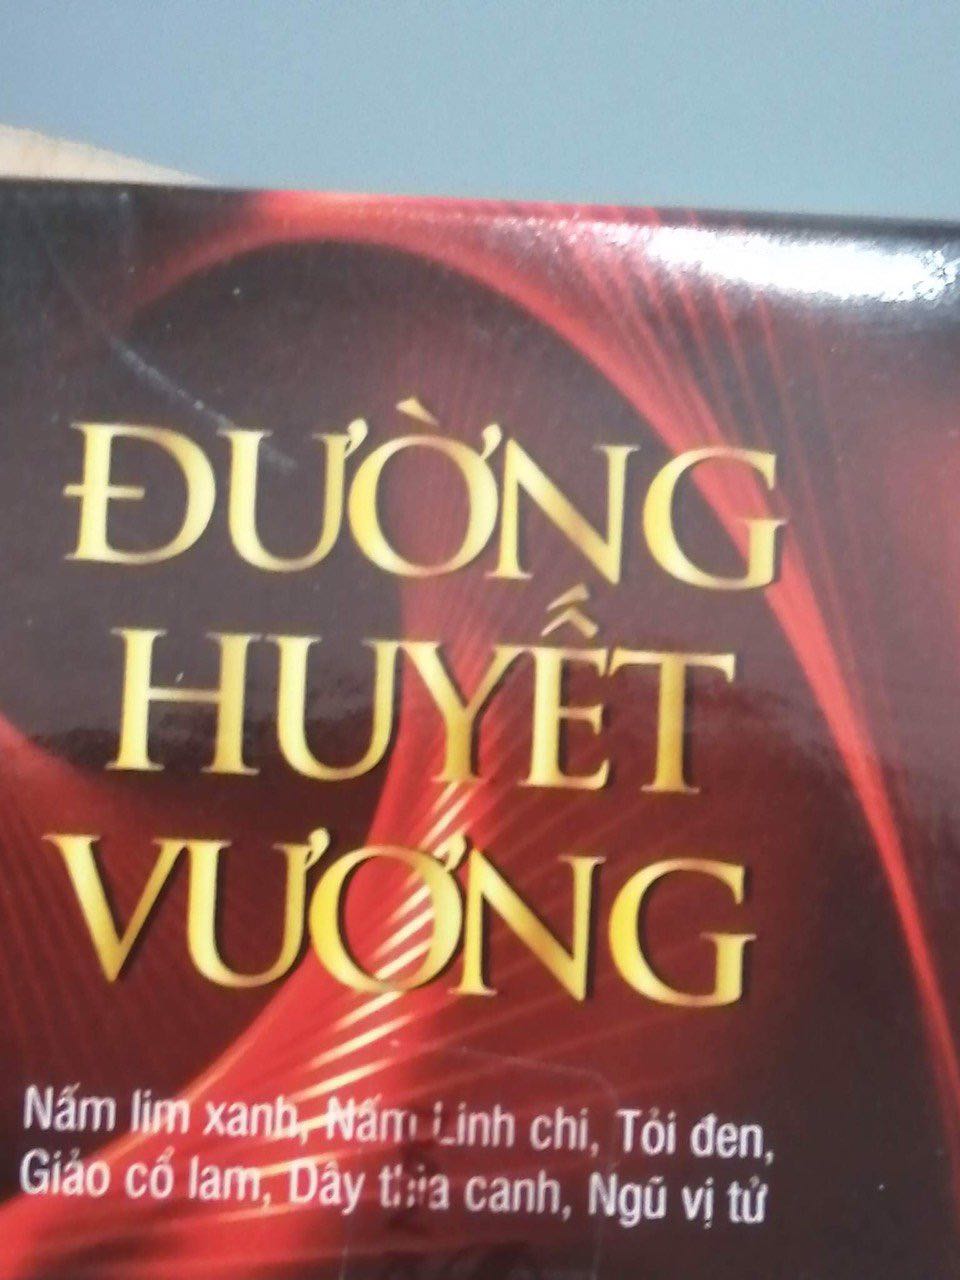 ĐƯỜNG
HUYẾT
VƯƠNG
Nấm lim xanh, Nấm Linh chi, Tỏi đen,
Giảo cổ lam, Dây thìa canh, Ngũ vị tử